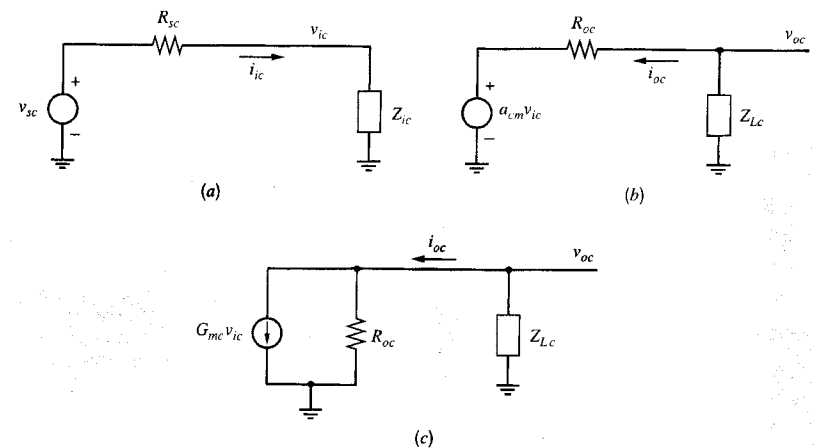 R_sc
v_ic
i_ic
v_sc
+
−
Z_ic
(a)
R_oc
v_oc
i_oc
+
a_cm v_ic
−
Z_Lc
(b)
i_oc
v_oc
G_mc v_ic
R_oc
Z_Lc
(c)